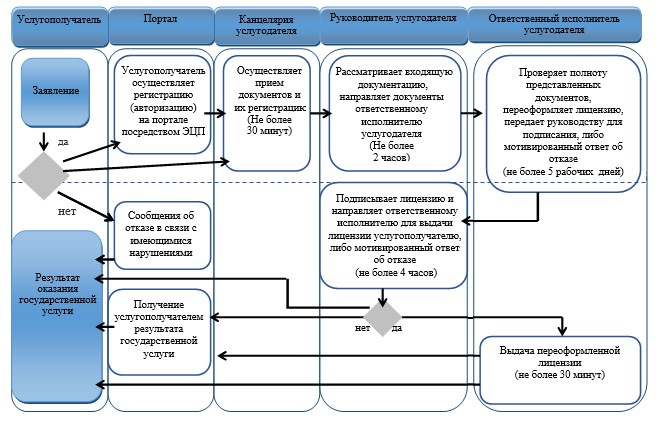 Услугополучатель
Портал
Канцелярия
услугодателя
Руководитель услугодателя
Ответственный исполнитель
услугодателя
Заявление
Услугополучатель
осуществляет
регистрацию
(авторизацию)
на портале
посредством ЭЦП
Осуществляет
прием
документов и
их регистрацию
(Не более
30 минут)
Рассматривает входящую
документацию,
направляет документы
ответственному
исполнителю
услугодателя
(Не более
2 часов)
Проверяет полноту
представленных
документов,
переоформляет лицензию,
передает руководству для
подписания, либо
мотивированный ответ об
отказе
(не более 5 рабочих дней)
да
нет
Сообщения об
отказе в связи с
имеющимися
нарушениями
Подписывает лицензию и
направляет ответственному
исполнителю для выдачи
лицензии услугополучателю,
либо мотивированный ответ
об отказе
(не более 4 часов)
Результат
оказания
государственной
услуги
Получение
услугополучателем
результата
государственной
услуги
нет
да
Выдача переоформленной
лицензии
(не более 30 минут)